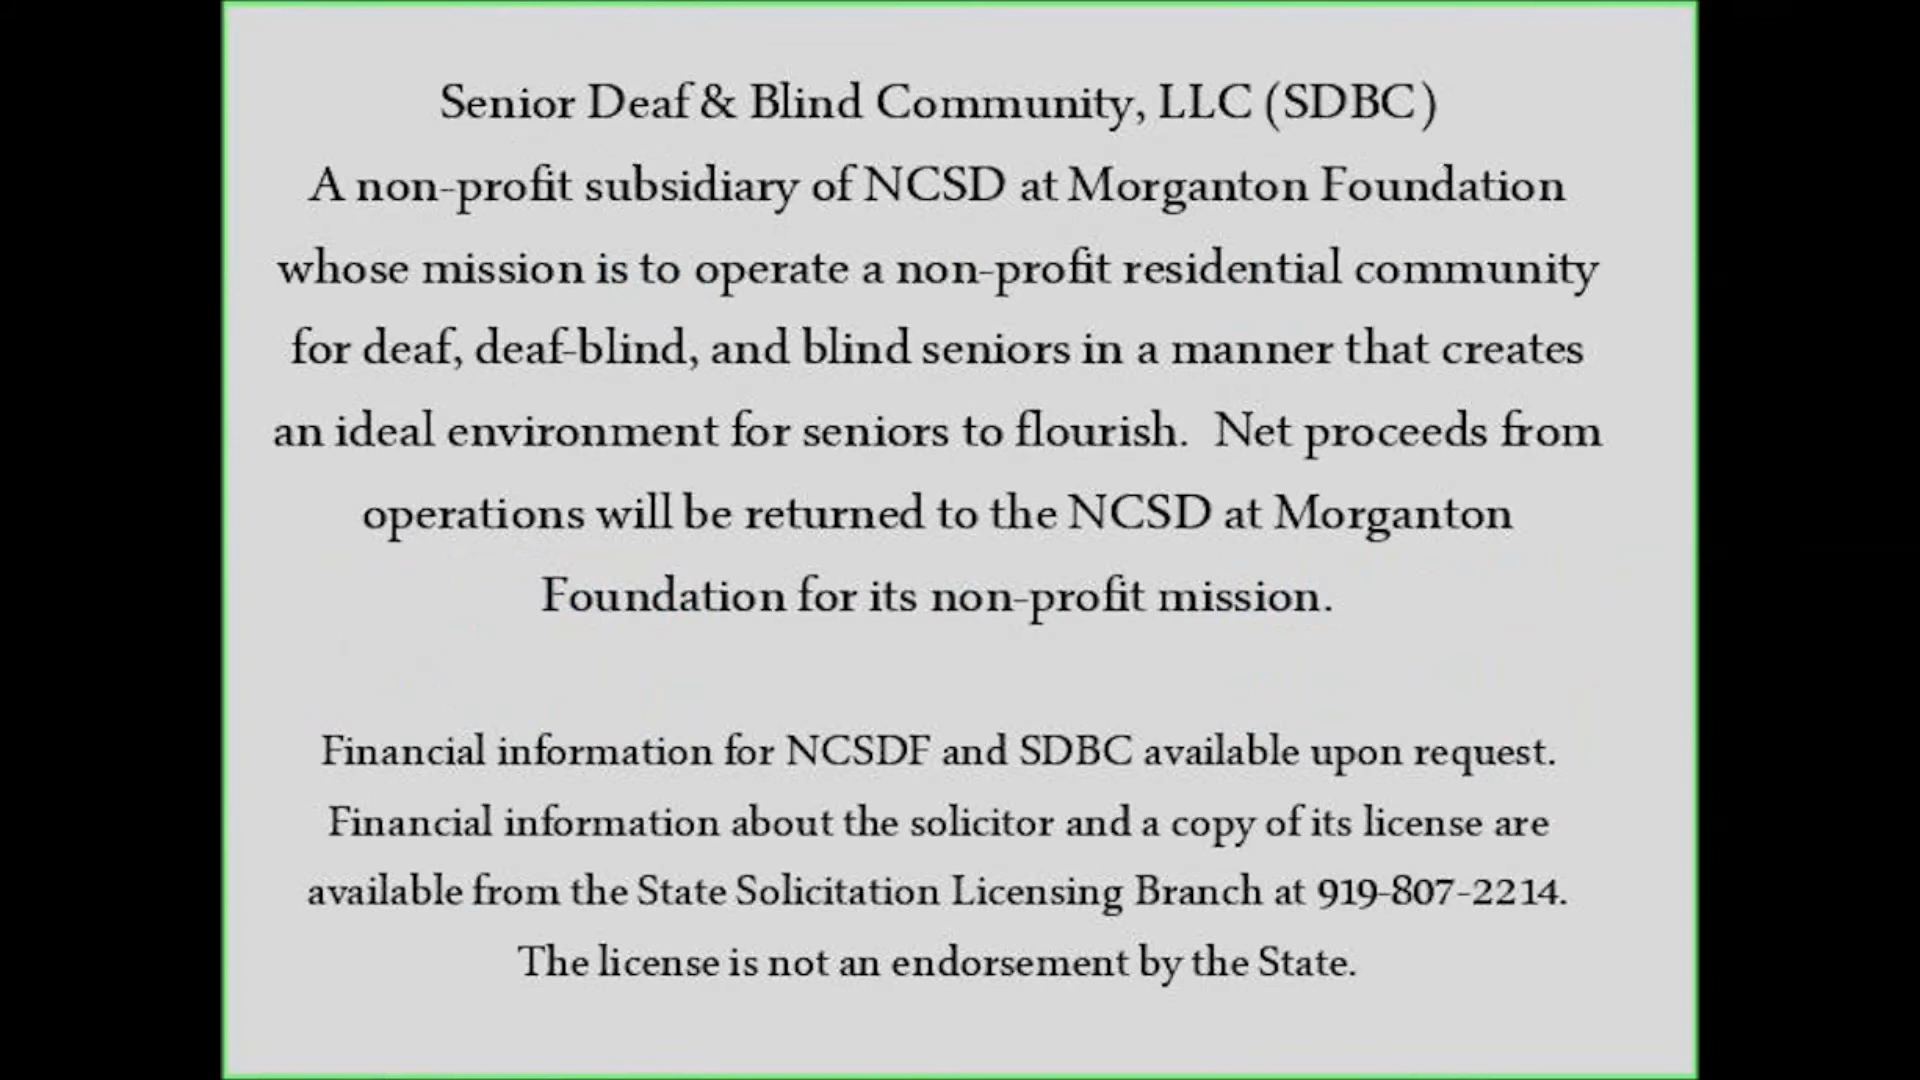 Senior Deaf & Blind Community, LLC (SDBC)
A non-profit subsidiary of NCSD at Morganton Foundation
whose mission is to operate a non-profit residential community
for deaf, deaf-blind, and blind seniors in a manner that creates
an ideal environment for seniors to flourish.  Net proceeds from
operations will be returned to the NCSD at Morganton
Foundation for its non-profit mission.
Financial information for NCSDF and SDBC available upon request.
Financial information about the solicitor and a copy of its license are
available from the State Solicitation Licensing Branch at 919-807-2214.
The license is not an endorsement by the State.